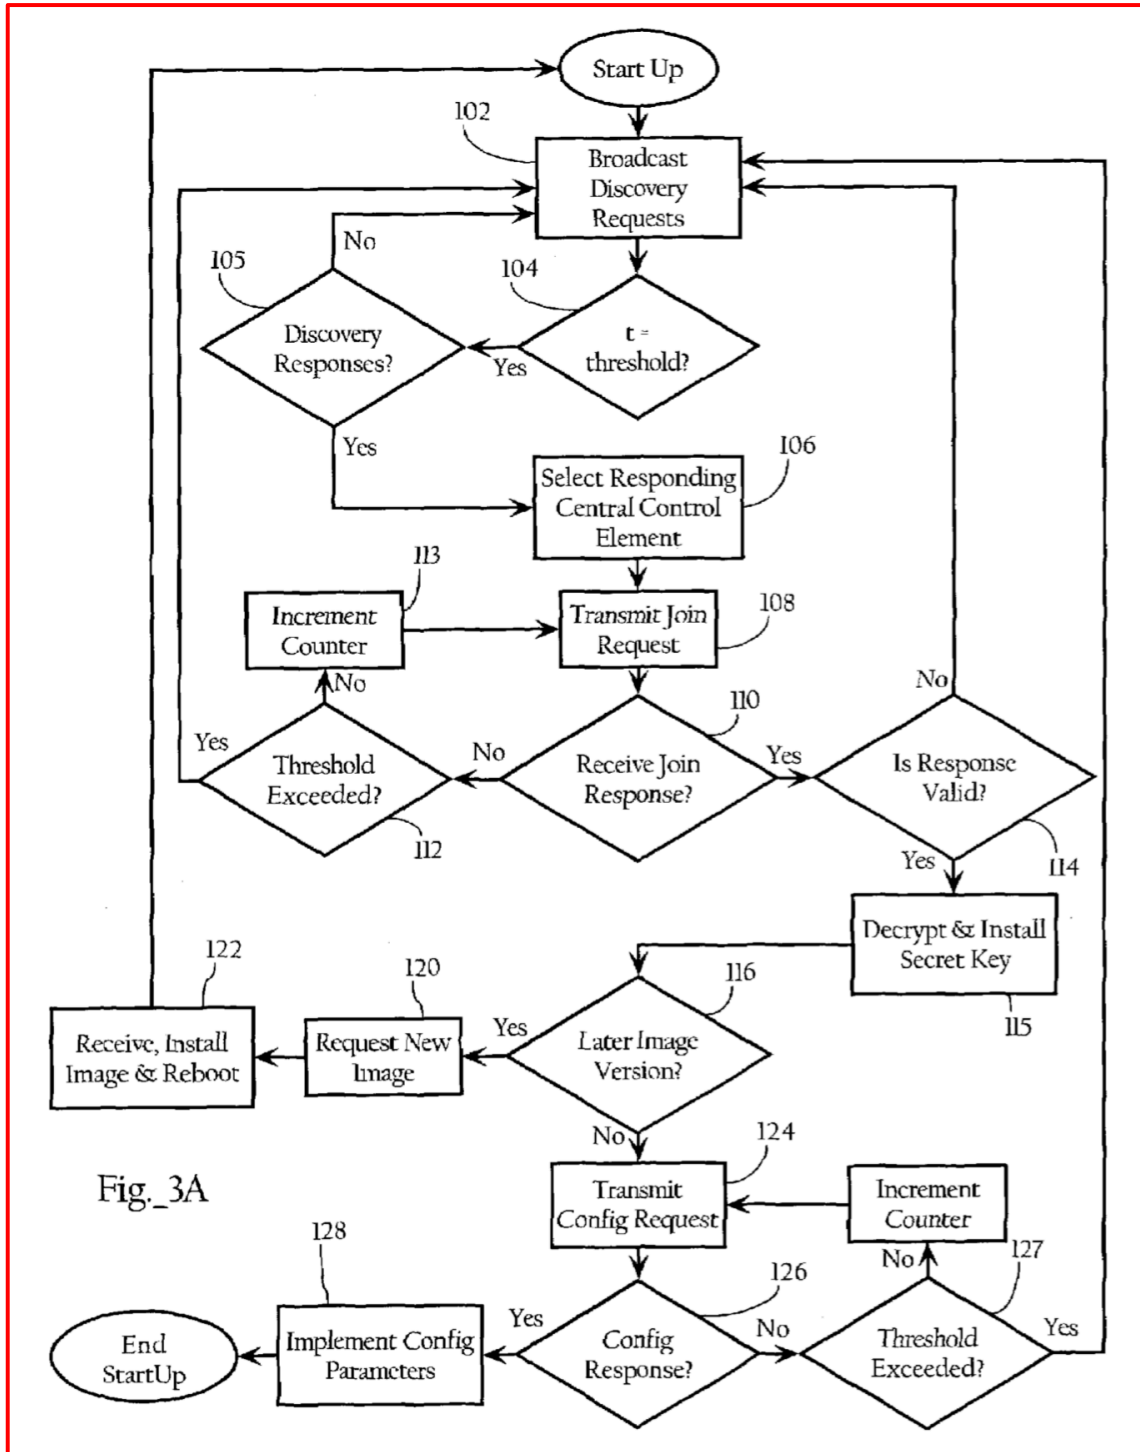 Start Up
102
Broadcast
Discovery
Requests
No
105
104
Discovery
Responses?
Yes
t =
threshold?
Yes
106
Select Responding
Central Control
Element
113
Increment
Counter
Transmit Join
Request
108
No
No
110
Yes
Threshold
Exceeded?
No
Receive Join
Response?
Yes
Is Response
Valid?
112
Yes
114
Decrypt & Install
Secret Key
115
122
120
116
Receive, Install
Image & Reboot
Request New
Image
Yes
Later Image
Version?
No
124
Fig._3A
Transmit
Config Request
Increment
Counter
128
No
127
126
End
StartUp
Implement Config
Parameters
Yes
Config
Response?
No
Threshold
Exceeded?
Yes